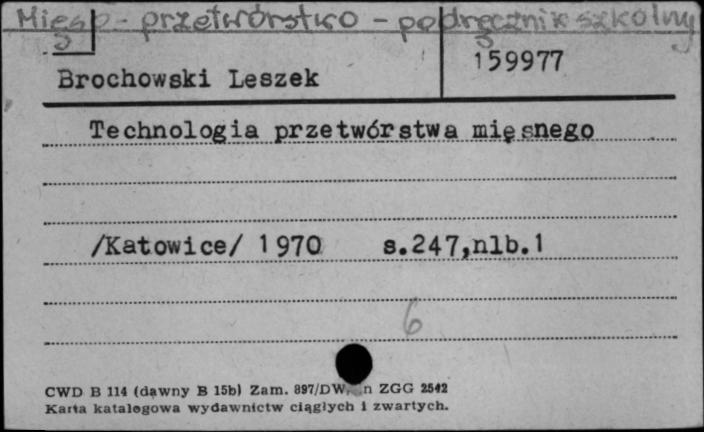 Mięso - przetwórstwo - podręcznik szkolny
Brochowski Leszek
159977
Technologia przetwórstwa mięsnego
/Katowice/ 1970 s.247,nlb.1
6
CWD B 114 (dawny B 15b) Zam. 897/DW. n ZGG 2542
Karta katalogowa wydawnictw ciągłych i zwartych.